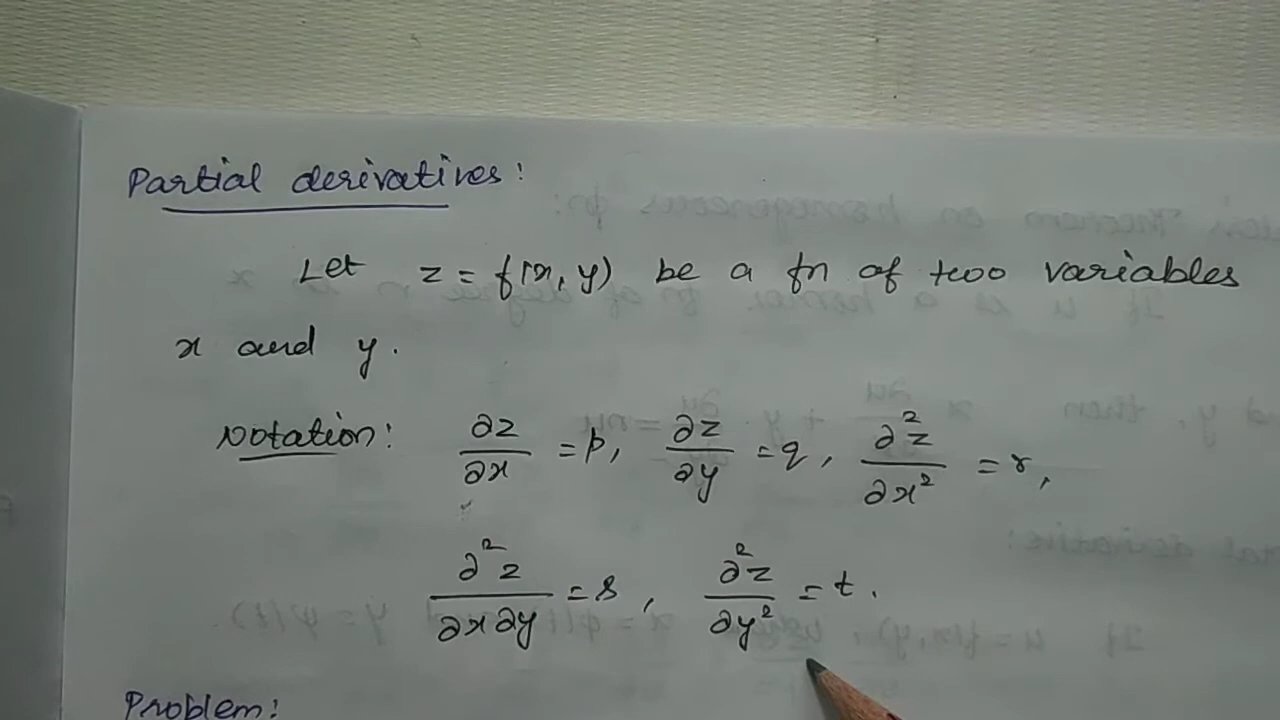 Partial derivatives:
Let z = f(x, y) be a fn of two variables
x and y.
Notation: ∂z/∂x = p, ∂z/∂y = q, ∂²z/∂x² = r,
∂²z/∂x∂y = s, ∂²z/∂y² = t.
Problem: